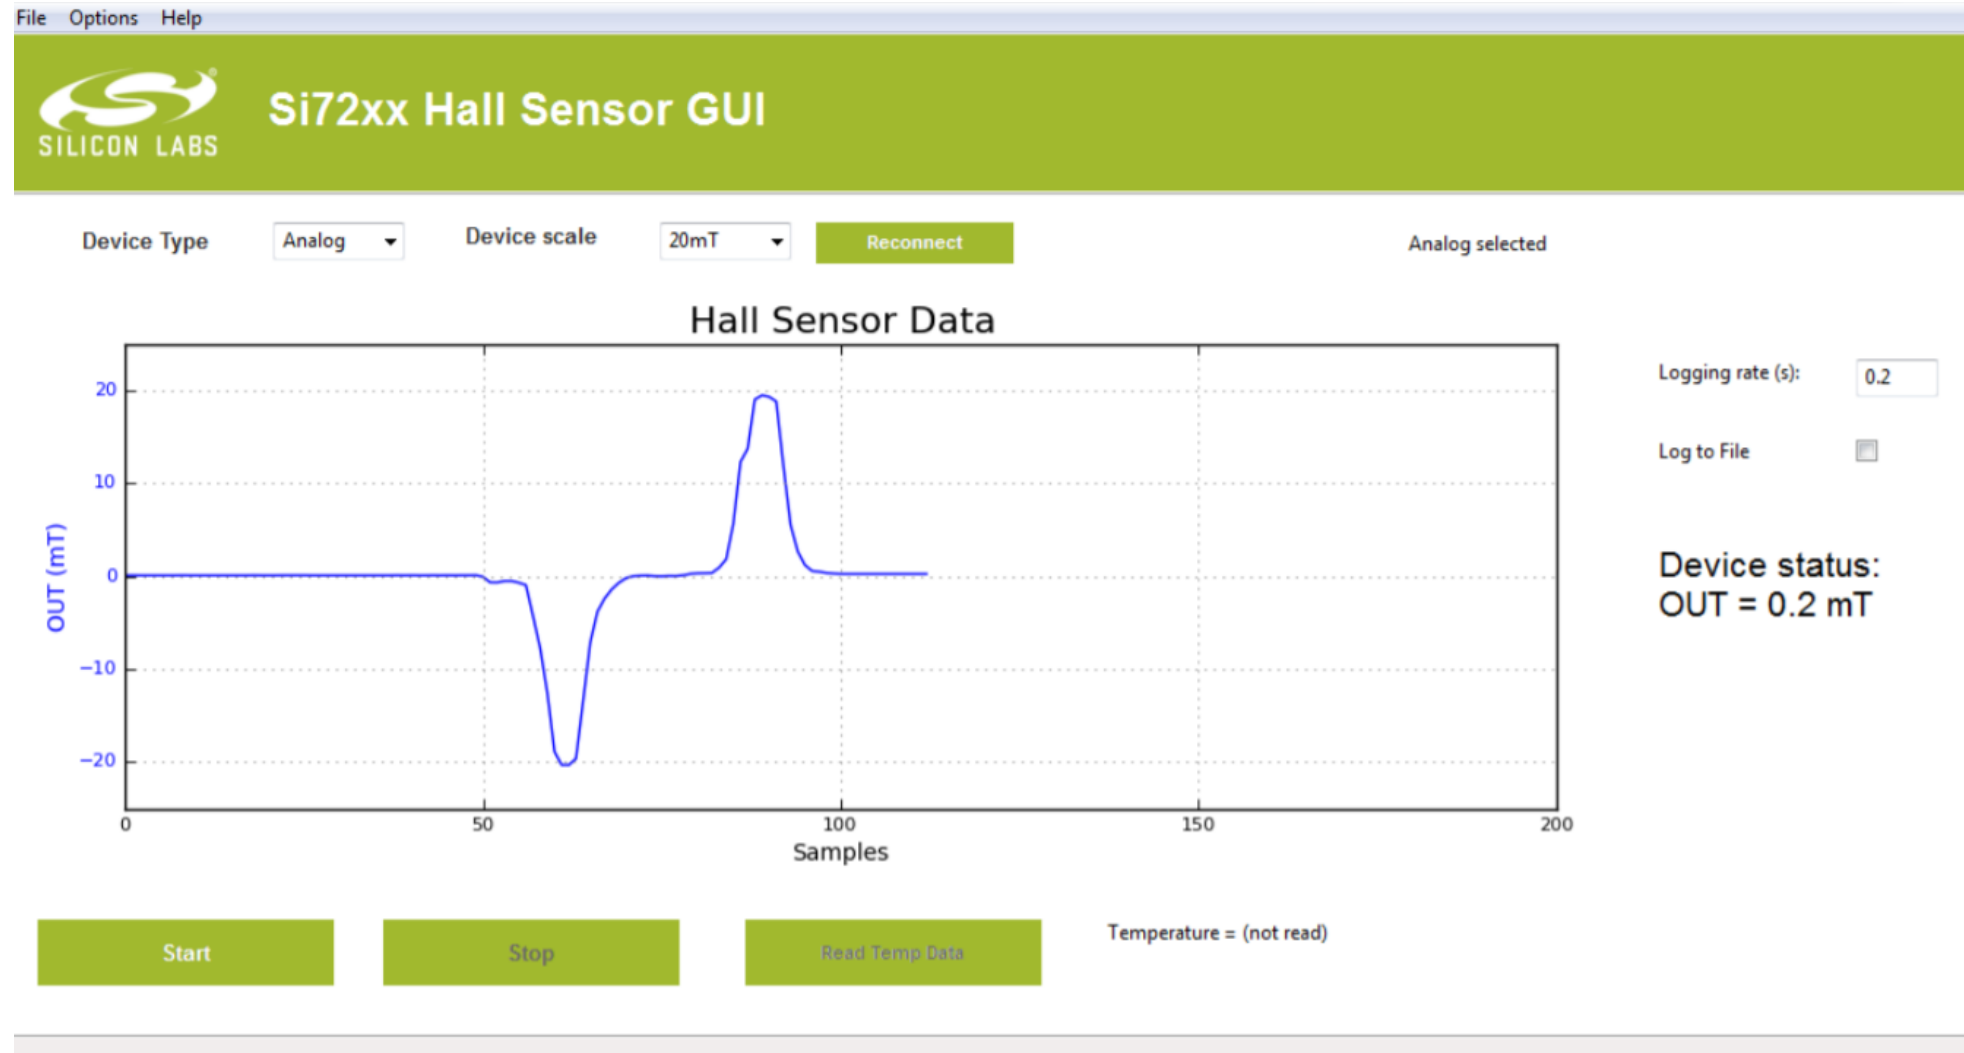 File Options Help
SILICON LABS
Si72xx Hall Sensor GUI
Device Type Analog Device scale 20mT Reconnect Analog selected
Hall Sensor Data
Logging rate (s): 0.2
Log to File
Device status:
OUT = 0.2 mT
OUT (mT)
20
10
0
−10
−20
0 50 100 150 200
Samples
Start Stop Read Temp Data Temperature = (not read)